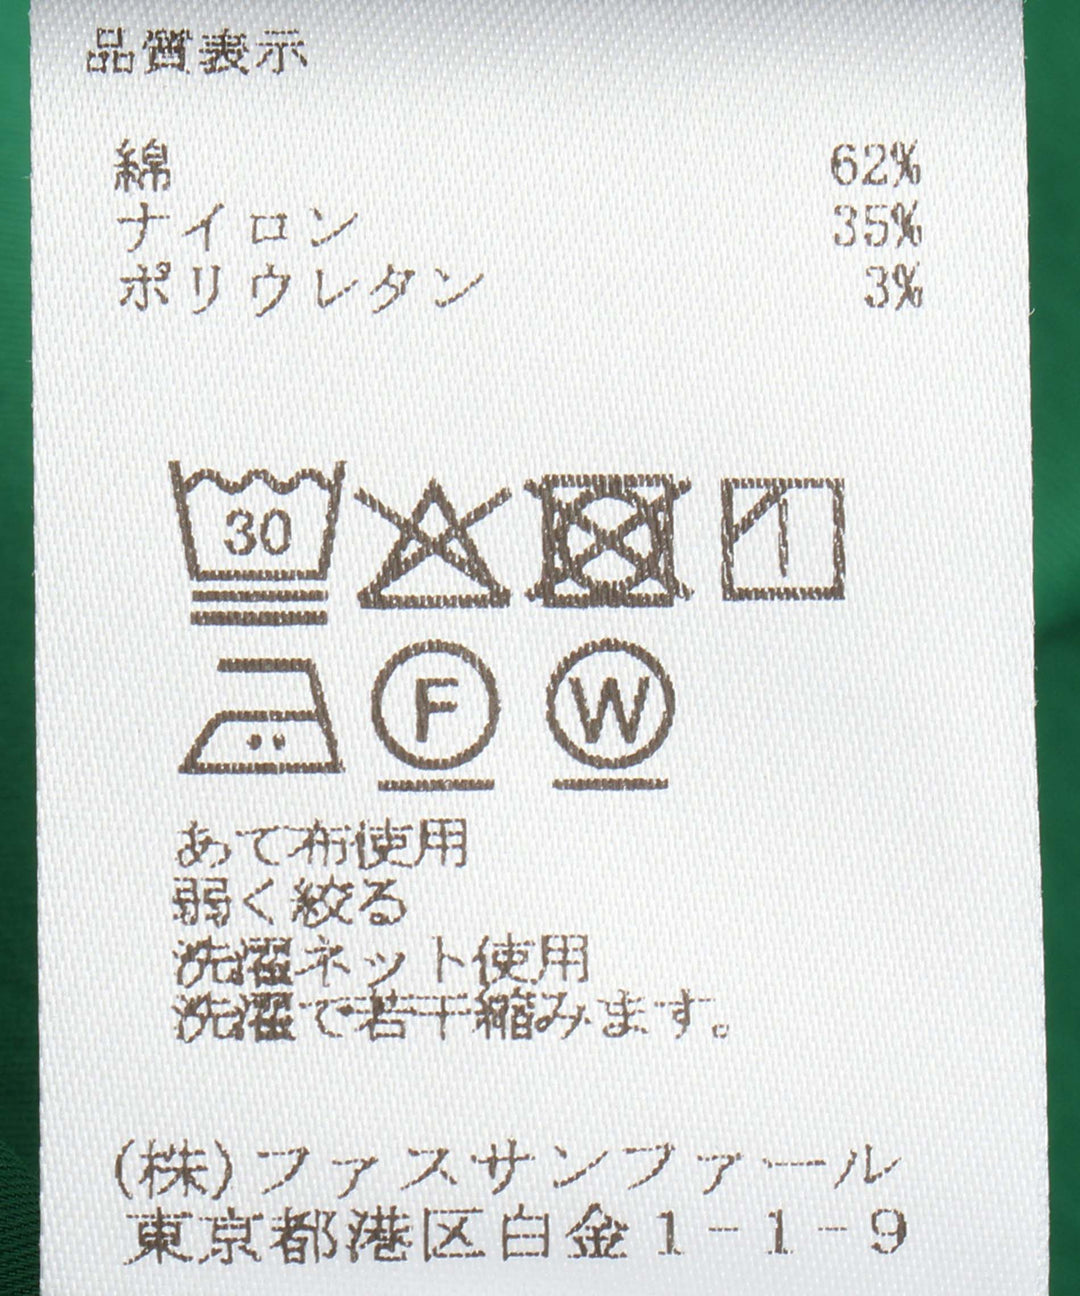 品質表示
綿 62%
ナイロン 35%
ポリウレタン 3%
30
F W
あて布使用
弱く絞る
洗濯ネット使用
洗濯で若干縮みます。
(株)ファスサンファール
東京都港区白金1-1-9